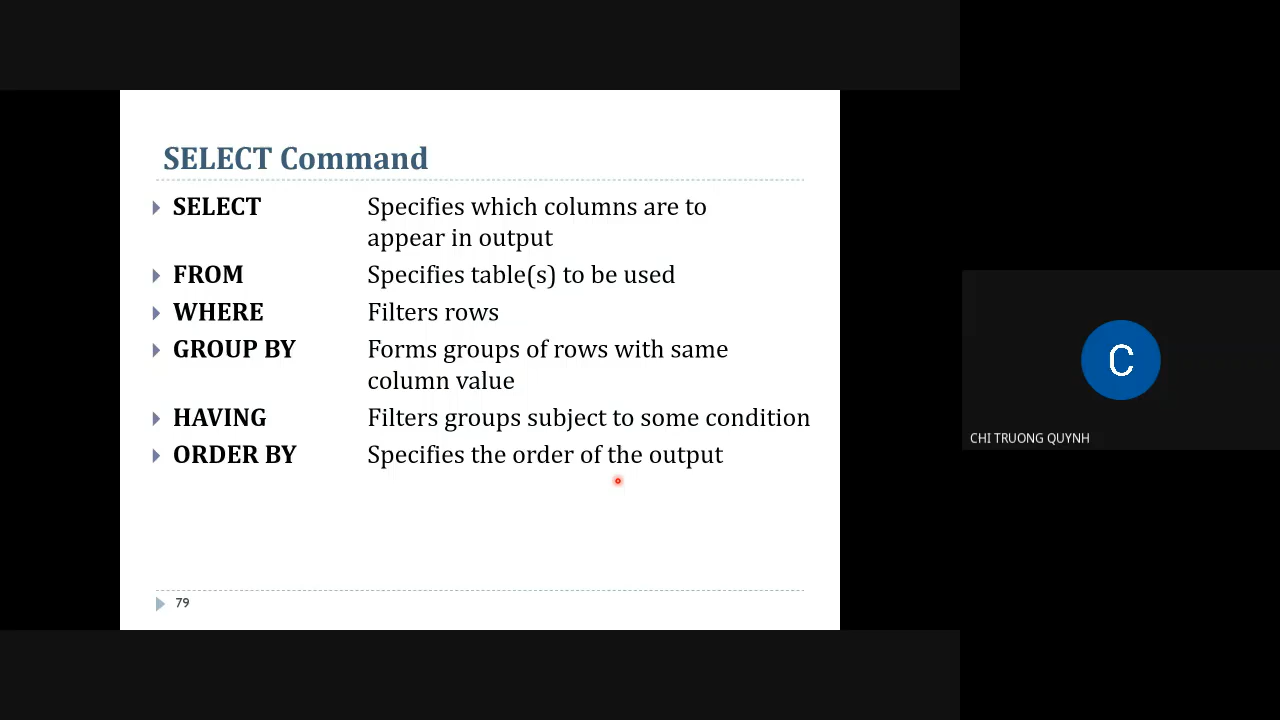 SELECT Command
SELECT Specifies which columns are to
appear in output
FROM Specifies table(s) to be used
WHERE Filters rows
GROUP BY Forms groups of rows with same
column value
HAVING Filters groups subject to some condition
ORDER BY Specifies the order of the output
79
C
CHI TRUONG QUYNH